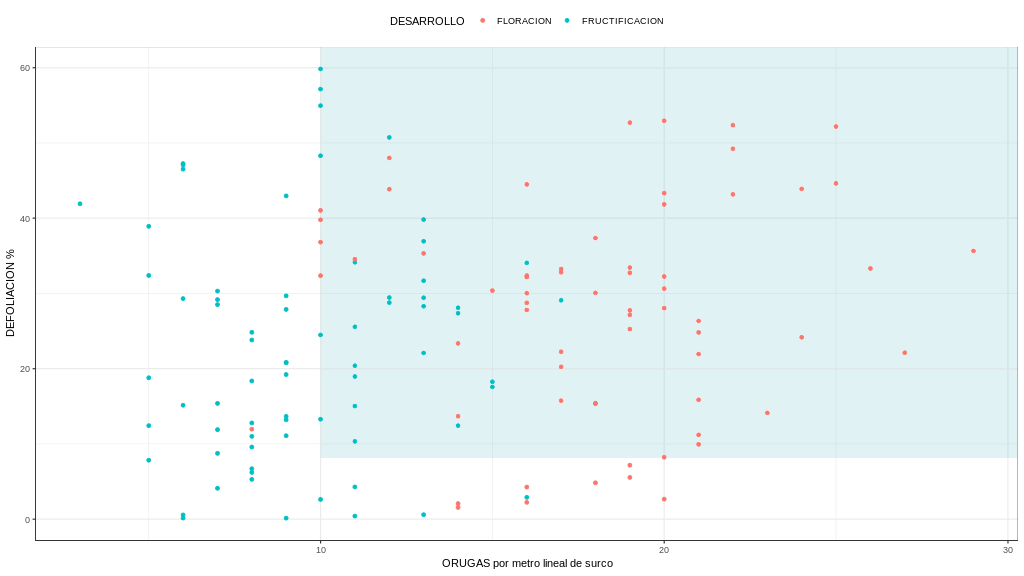 DESARROLLO FLORACION FRUCTIFICACION
60
40
20
0
DEFOLIACION %
10 20 30
ORUGAS por metro lineal de surco